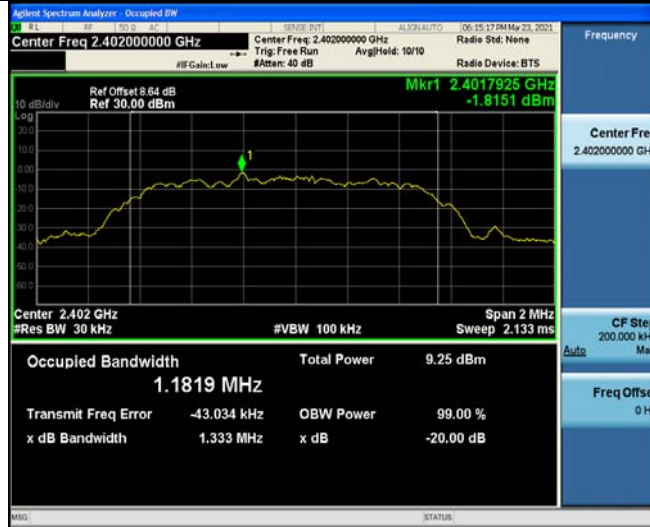 Agilent Spectrum Analyzer - Occupied BW
RL RF 50 Ω AC SENSE:INT ALIGN AUTO 06:15:17 PM Mar 23, 2021
Center Freq 2.402000000 GHz
Center Freq: 2.402000000 GHz
Radio Std: None
Trig: Free Run Avg|Hold: 10/10
#IFGain:Low #Atten: 40 dB Radio Device: BTS
Frequency
Mkr1 2.4017925 GHz
-1.8151 dBm
Ref Offset 8.64 dB
10 dB/div Ref 30.00 dBm
Log
20.0
10.0
0.00
-10.0
-20.0
-30.0
-40.0
-50.0
-60.0
1
Center Fre
2.402000000 GH
Center 2.402 GHz Span 2 MHz
#Res BW 30 kHz #VBW 100 kHz Sweep 2.133 ms
CF Ste
200.000 kH
Auto Ma
Occupied Bandwidth Total Power 9.25 dBm
1.1819 MHz
Transmit Freq Error -43.034 kHz OBW Power 99.00 %
x dB Bandwidth 1.333 MHz x dB -20.00 dB
Freq Offse
0 H
MSG STATUS